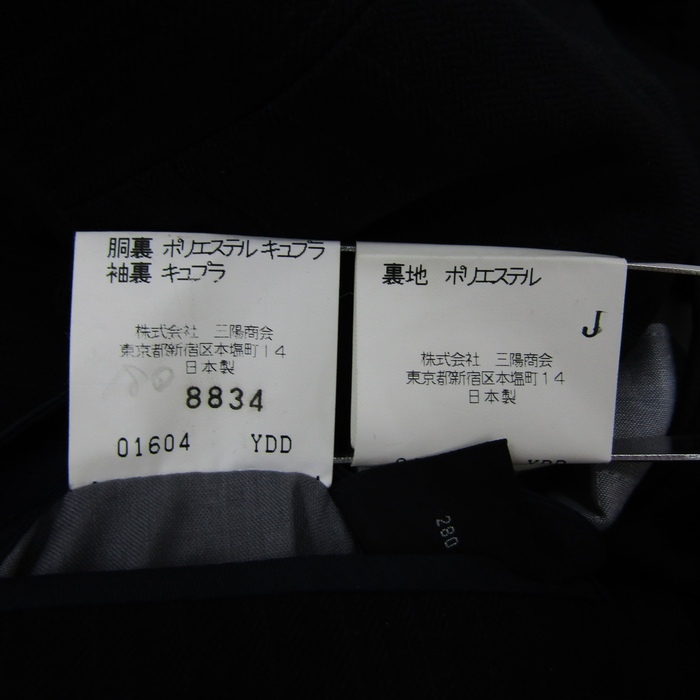 胴裏 ポリエステル キュプラ
袖裏 キュプラ
株式会社 三陽商会
東京都新宿区本塩町14
日本製
8834
01604 YDD
裏地 ポリエステル
J
株式会社 三陽商会
東京都新宿区本塩町14
日本製
YDD
280